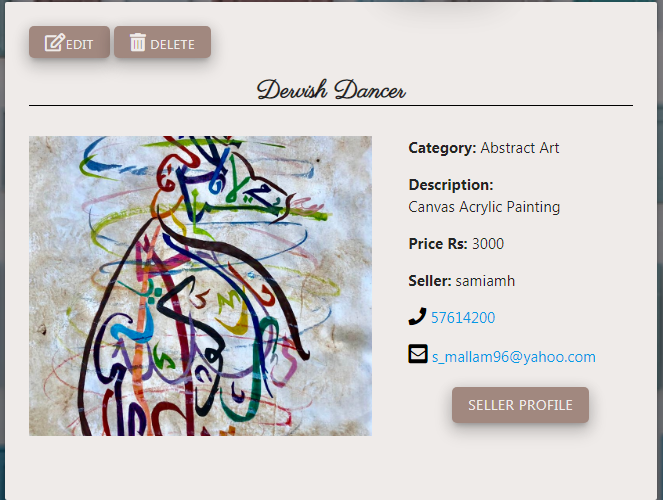 EDIT
DELETE
Dervish Dancer
Category: Abstract Art
Description:
Canvas Acrylic Painting
Price Rs: 3000
Seller: samiamh
57614200
s_mallam96@yahoo.com
SELLER PROFILE